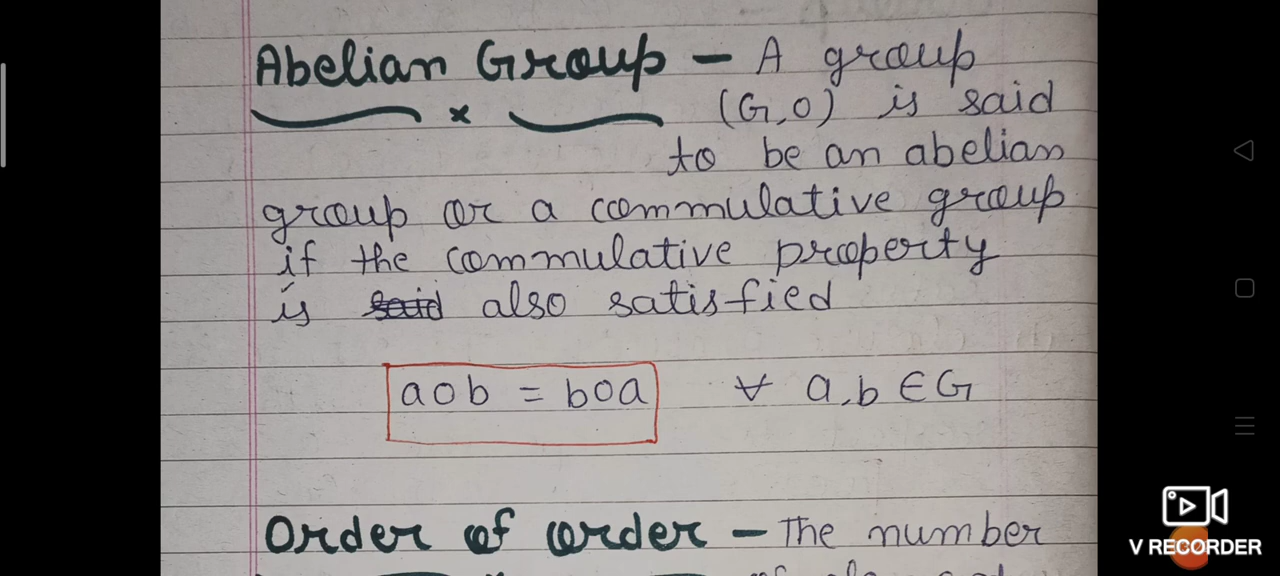 Abelian Group – A group
(G,o) is said
to be an abelian
group or a commulative group
if the commulative property
is said also satisfied
aob = boa ∀ a,b ∈ G
Order of order – The number
V RECORDER